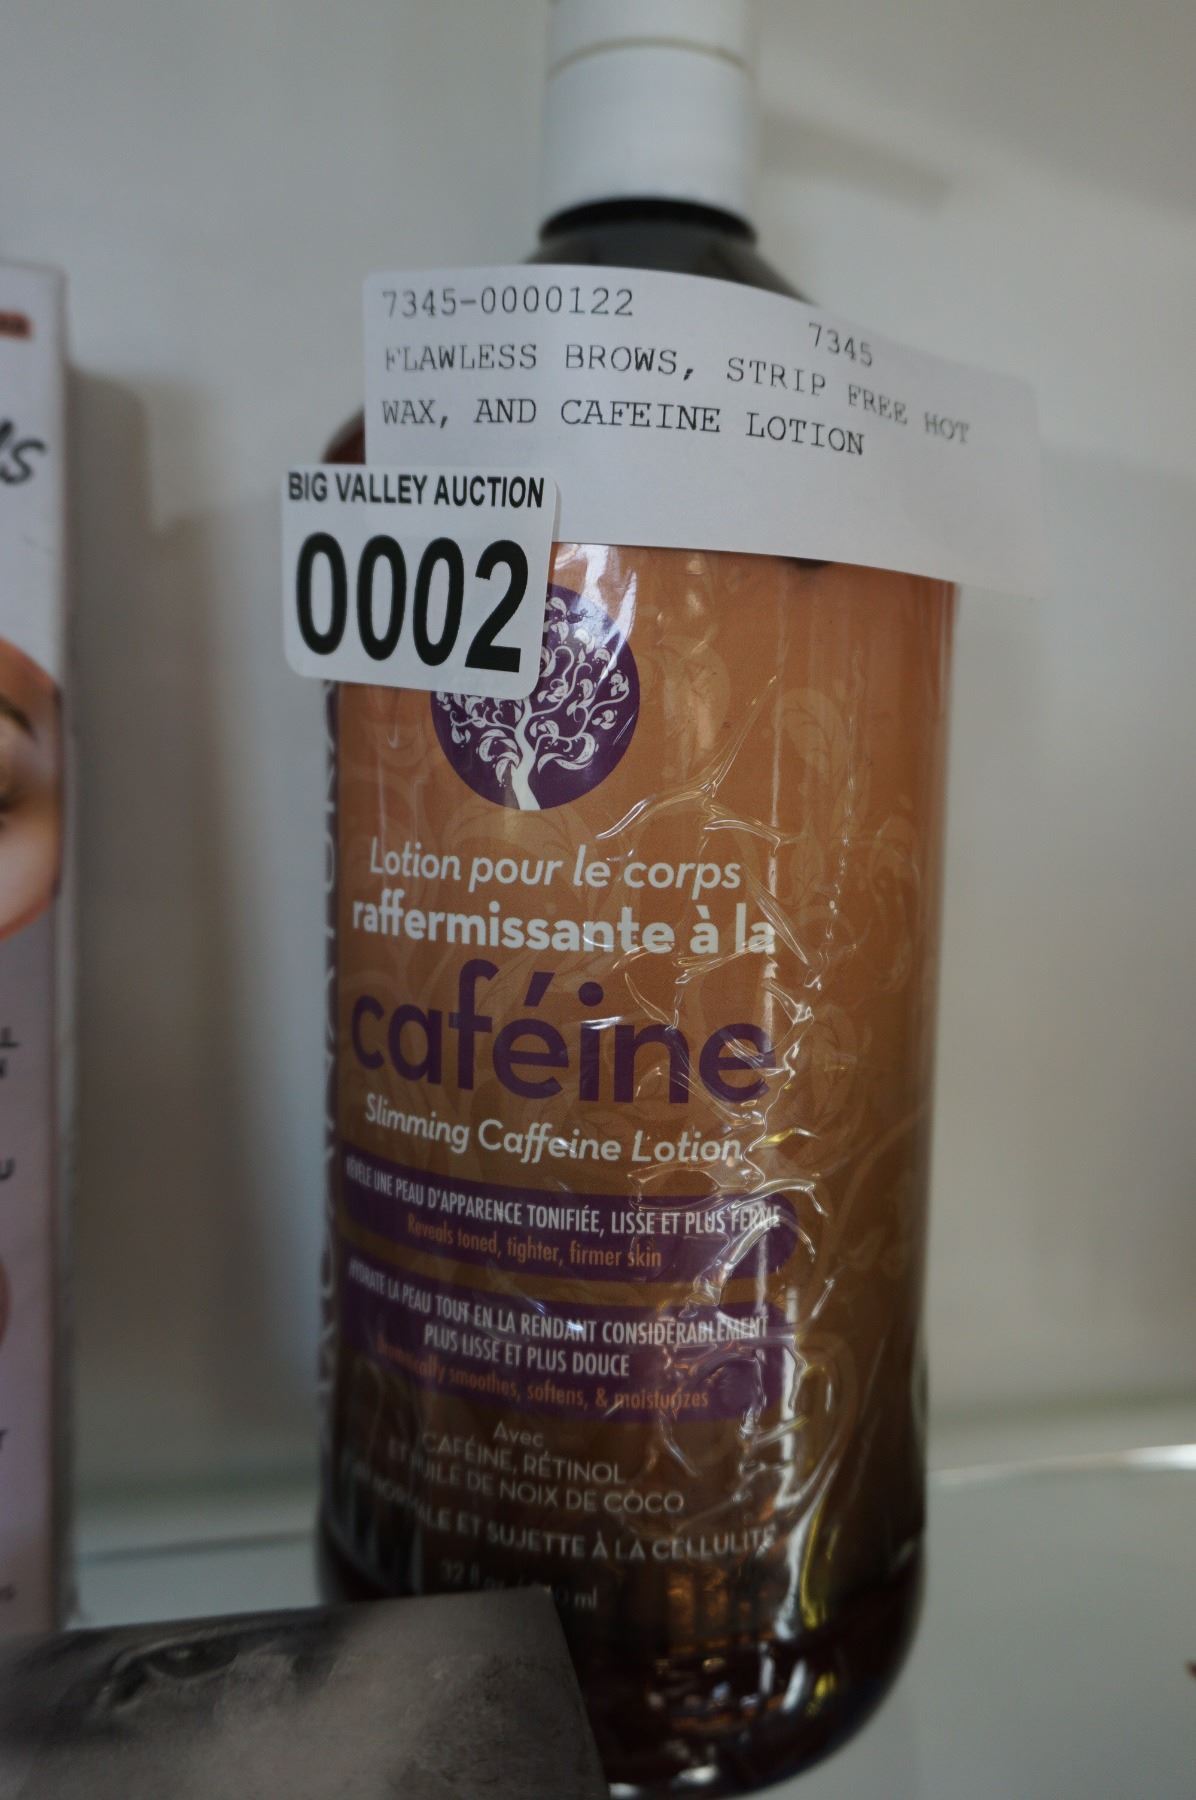 7345-0000122
7345
FLAWLESS BROWS, STRIP FREE HOT
WAX, AND CAFEINE LOTION
BIG VALLEY AUCTION
0002
Lotion pour le corps
raffermissante à la
caféine
Slimming Caffeine Lotion
RÉVÈLE UNE PEAU D'APPARENCE TONIFIÉE, LISSE ET PLUS FERME
Reveals toned, tighter, firmer skin
HYDRATE LA PEAU TOUT EN LA RENDANT CONSIDÉRABLEMENT
PLUS LISSE ET PLUS DOUCE
smoothes, softens, & moisturizes
Avec
CAFÉINE, RÉTINOL
ET HUILE DE NOIX DE COCO
ET SUJETTE À LA CELLULITE
32 fl ml